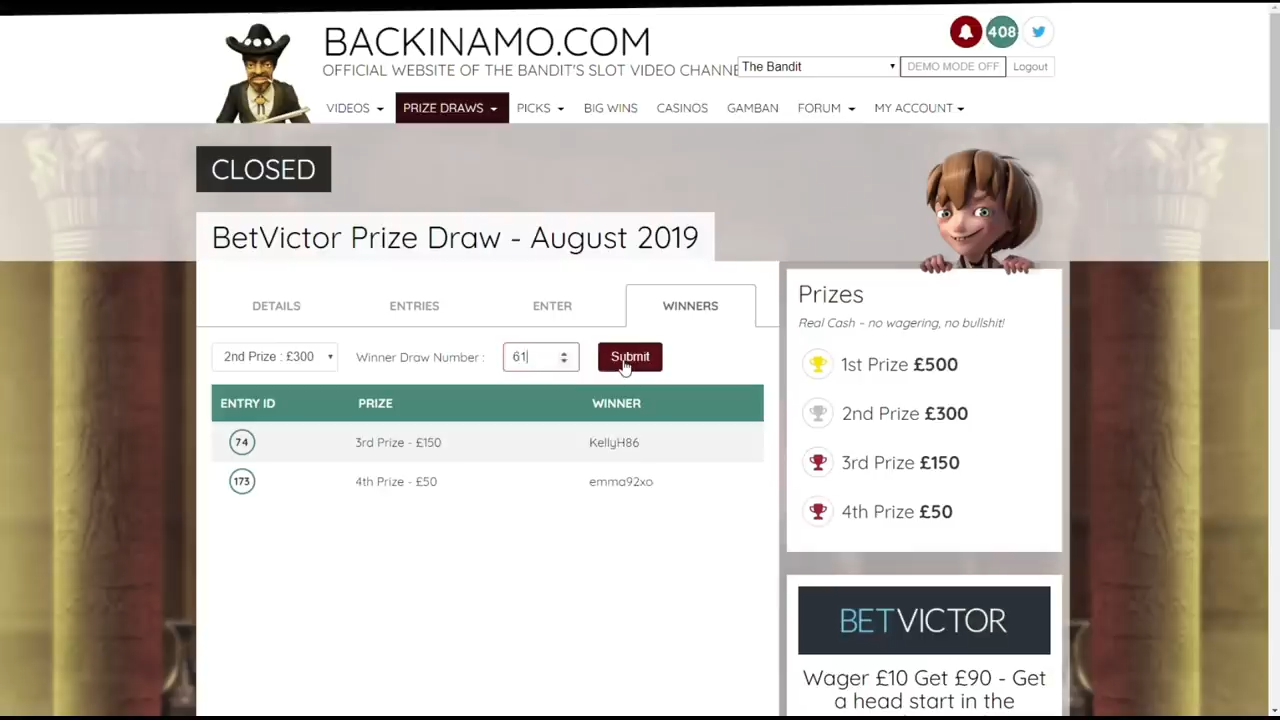 BACKINAMO.COM
OFFICIAL WEBSITE OF THE BANDIT'S SLOT VIDEO CHANNE
408
The Bandit
DEMO MODE OFF
Logout
VIDEOS
PRIZE DRAWS
PICKS
BIG WINS
CASINOS
GAMBAN
FORUM
MY ACCOUNT
CLOSED
BetVictor Prize Draw - August 2019
DETAILS
ENTRIES
ENTER
WINNERS
2nd Prize : £300
Winner Draw Number :
61
Submit
ENTRY ID PRIZE WINNER
74 3rd Prize - £150 KellyH86
173 4th Prize - £50 emma92xo
Prizes
Real Cash – no wagering, no bullshit!
1st Prize £500
2nd Prize £300
3rd Prize £150
4th Prize £50
BETVICTOR
Wager £10 Get £90 - Get
a head start in the